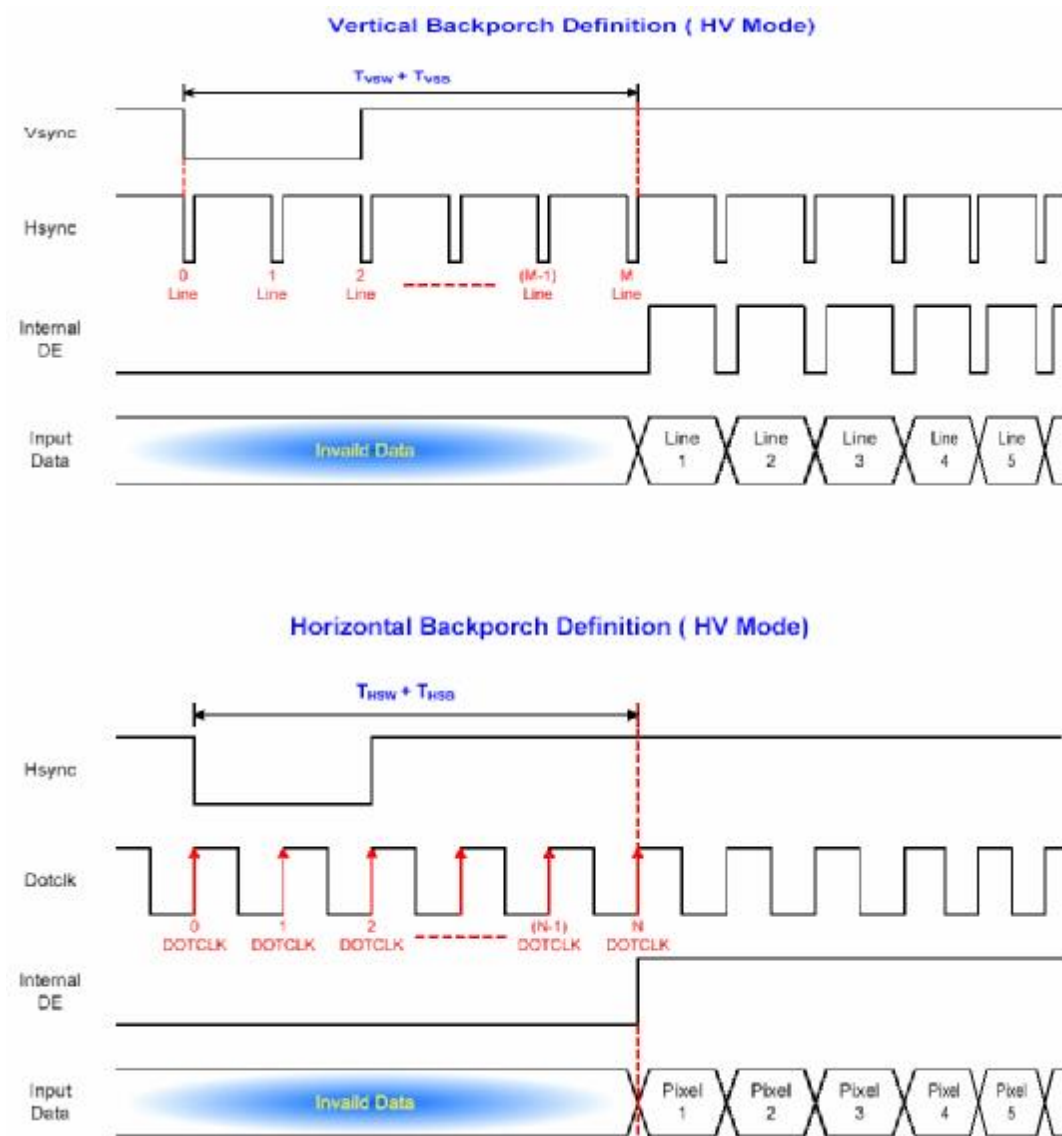 Vertical Backporch Definition ( HV Mode)
TVSW + TVSB
Vsync
Hsync
0 1 2 (M-1) M
Line Line Line Line Line
Internal
DE
Input
Data
Invaild Data
Line Line Line Line Line
1 2 3 4 5
Horizontal Backporch Definition ( HV Mode)
THSW + THSB
Hsync
Dotclk
0 1 2 (N-1) N
DOTCLK DOTCLK DOTCLK DOTCLK DOTCLK
Internal
DE
Input
Data
Invaild Data
Pixel Pixel Pixel Pixel Pixel
1 2 3 4 5